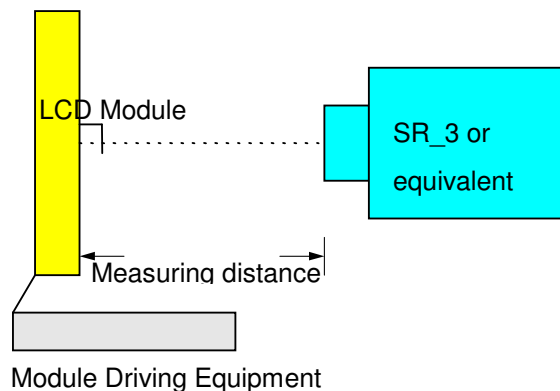 LCD Module
SR_3 or
equivalent
Measuring distance
Module Driving Equipment